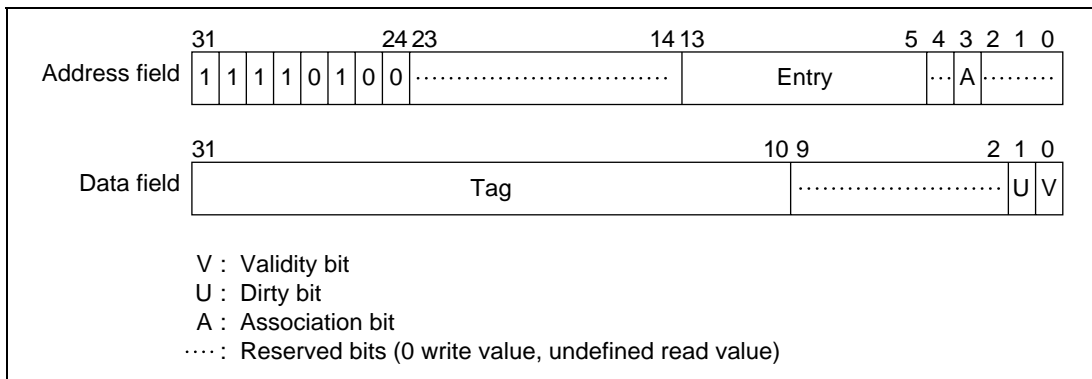 31 24 23 14 13 5 4 3 2 1 0
Address field 1 1 1 1 0 1 0 0 ............................... Entry ... A .........
31 10 9 2 1 0
Data field Tag ......................... U V
V : Validity bit
U : Dirty bit
A : Association bit
.... : Reserved bits (0 write value, undefined read value)